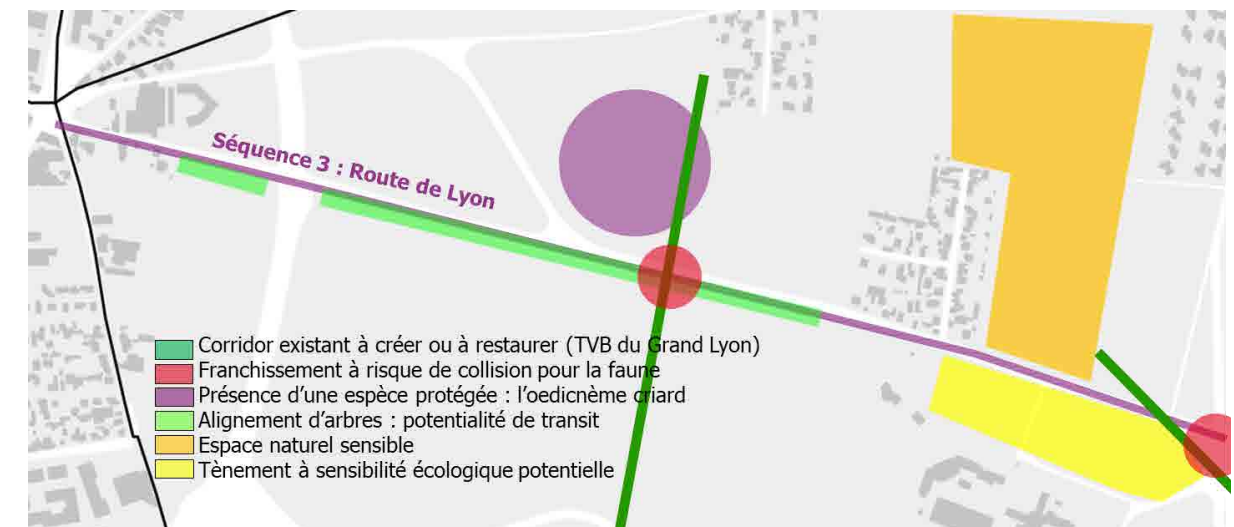 Séquence 3 : Route de Lyon
Corridor existant à créer ou à restaurer (TVB du Grand Lyon)
Franchissement à risque de collision pour la faune
Présence d'une espèce protégée : l'oedicnème criard
Alignement d'arbres : potentialité de transit
Espace naturel sensible
Tènement à sensibilité écologique potentielle